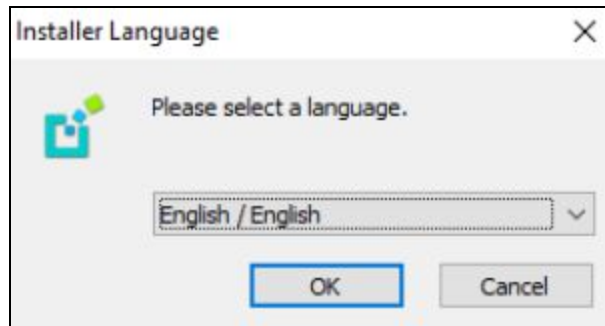 Installer Language
Please select a language.
English / English
OK
Cancel